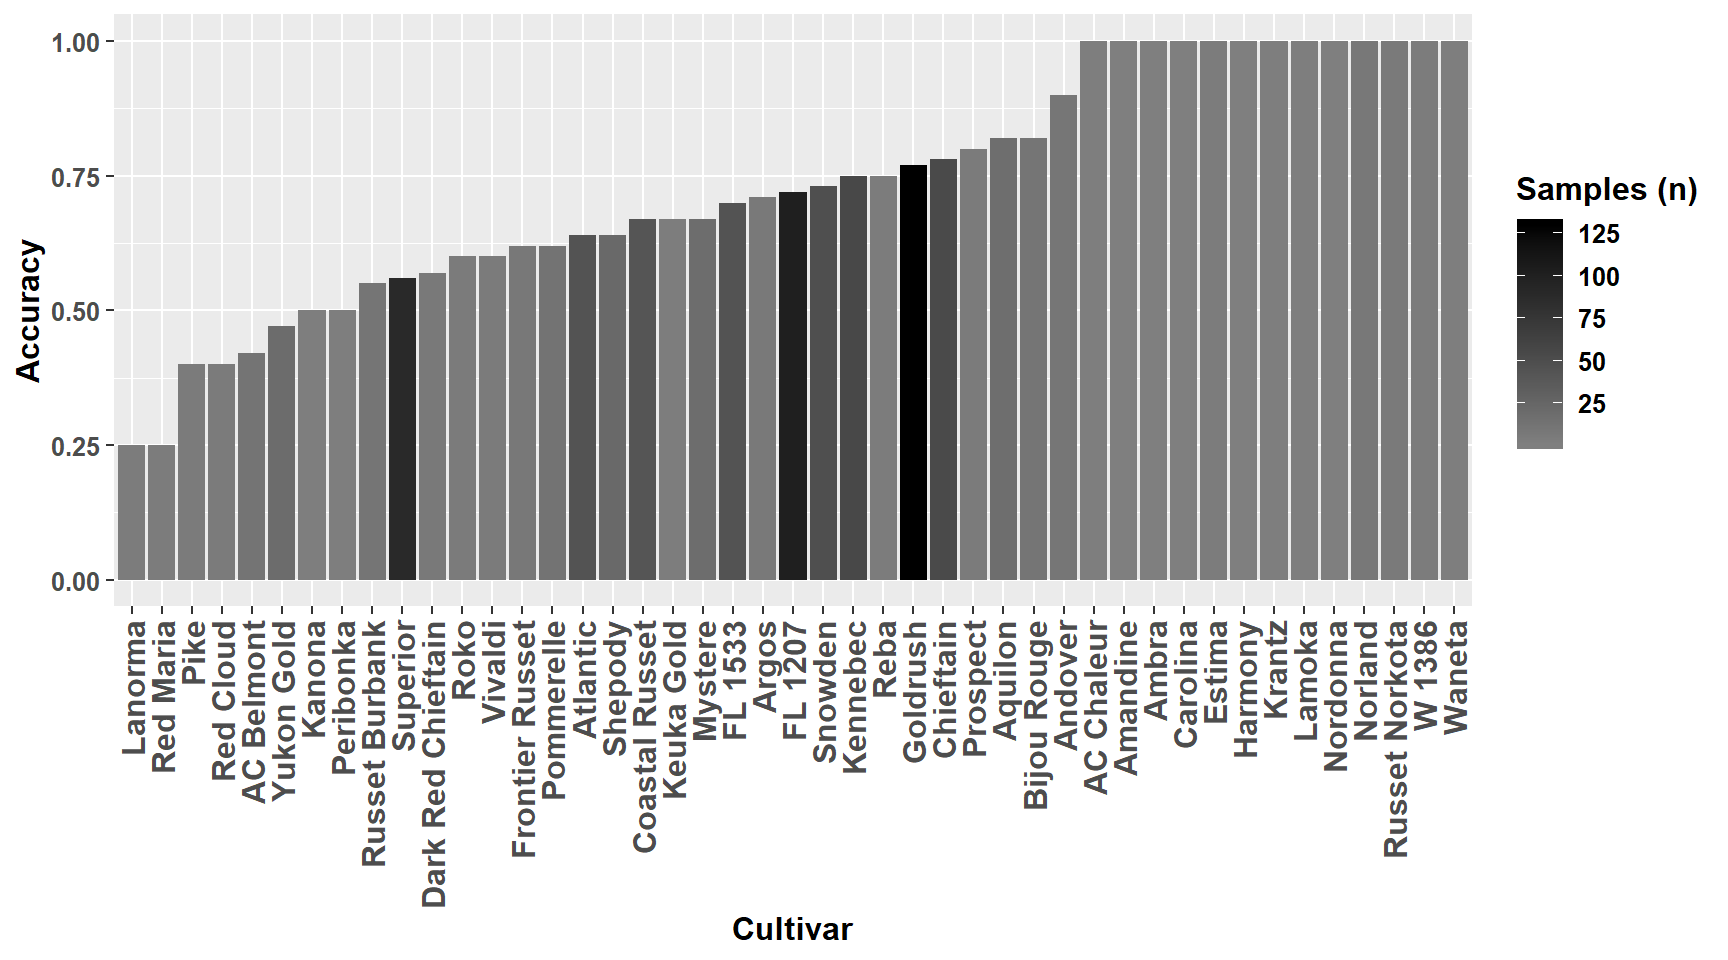 Accuracy
1.00
0.75
0.50
0.25
0.00
Lanorma
Red Maria
Pike
Red Cloud
AC Belmont
Yukon Gold
Kanona
Peribonka
Russet Burbank
Superior
Dark Red Chieftain
Roko
Vivaldi
Frontier Russet
Pommerelle
Atlantic
Shepody
Coastal Russet
Keuka Gold
Mystere
FL 1533
Argos
FL 1207
Snowden
Kennebec
Reba
Goldrush
Chieftain
Prospect
Aquilon
Bijou Rouge
Andover
AC Chaleur
Amandine
Ambra
Carolina
Estima
Harmony
Krantz
Lamoka
Nordonna
Norland
Russet Norkota
W 1386
Waneta
Cultivar
Samples (n)
125
100
75
50
25